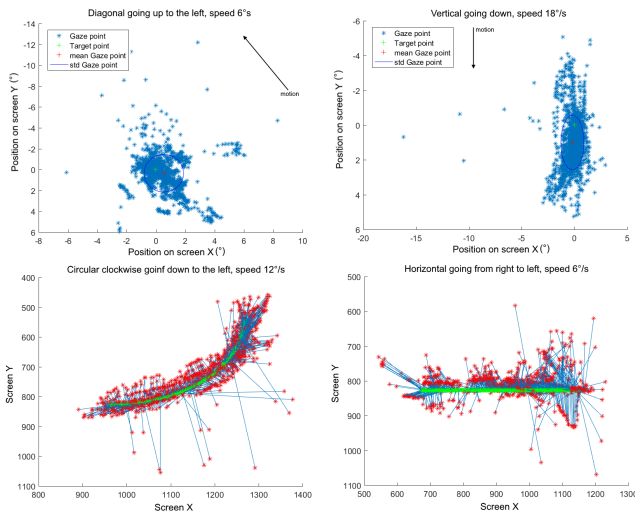 Diagonal going up to the left, speed 6°s
-14
-12
-10
-8
-6
-4
-2
0
2
4
6
Position on screen Y (°)
Gaze point
Target point
mean Gaze point
std Gaze point
motion
-8 -6 -4 -2 0 2 4 6 8 10
Position on screen X(°)
Vertical going down, speed 18°/s
-6
-4
-2
0
2
4
6
Position on screen Y (°)
Gaze point
Target point
mean Gaze point
std Gaze point
motion
-20 -15 -10 -5 0 5
Position on screen X(°)
Circular clockwise goinf down to the left, speed 12°/s
400
500
600
700
800
900
1000
1100
Screen Y
800 900 1000 1100 1200 1300 1400
Screen X
Horizontal going from right to left, speed 6°/s
500
600
700
800
900
1000
1100
Screen Y
500 600 700 800 900 1000 1100 1200 1300
Screen X